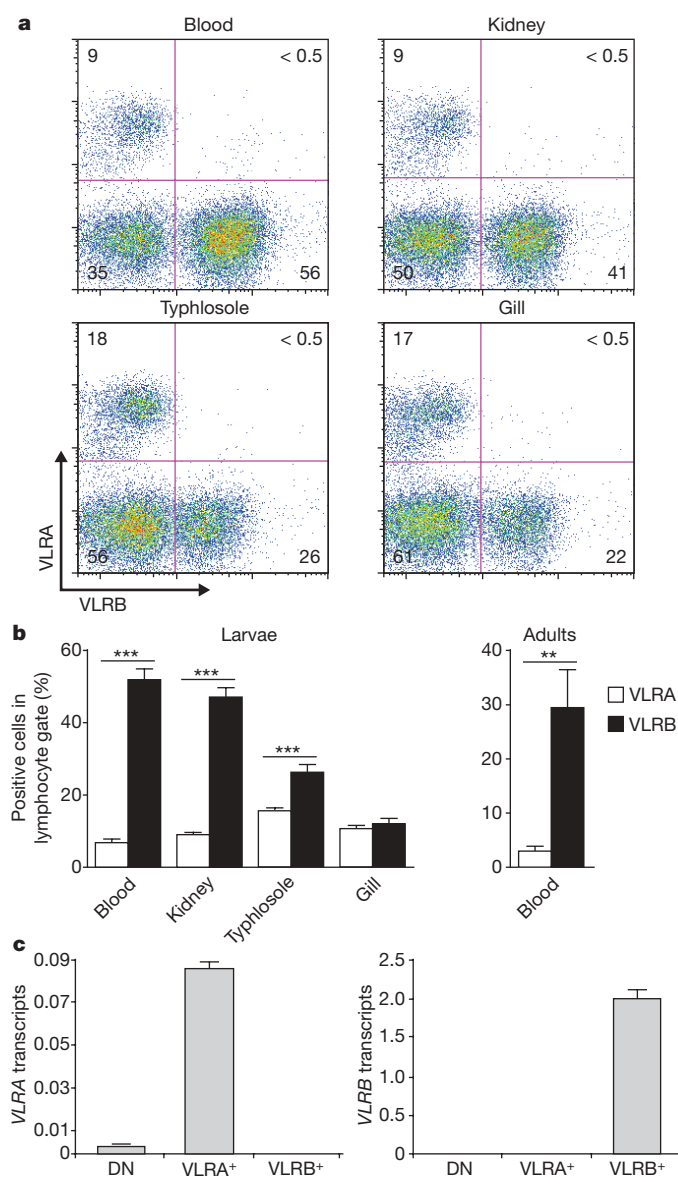 a
Blood
Kidney
9
< 0.5
9
< 0.5
35
56
50
41
Typhlosole
Gill
18
< 0.5
17
< 0.5
56
26
61
22
VLRA
VLRB
b
Larvae
Adults
Positive cells in
lymphocyte gate (%)
60
40
20
0
***
***
***
Blood
Kidney
Typhlosole
Gill
40
30
20
10
0
**
Blood
VLRA
VLRB
c
VLRA transcripts
0.09
0.07
0.05
0.03
0.01
0
DN
VLRA+
VLRB+
VLRB transcripts
2.5
2.0
1.5
1.0
0.5
0
DN
VLRA+
VLRB+